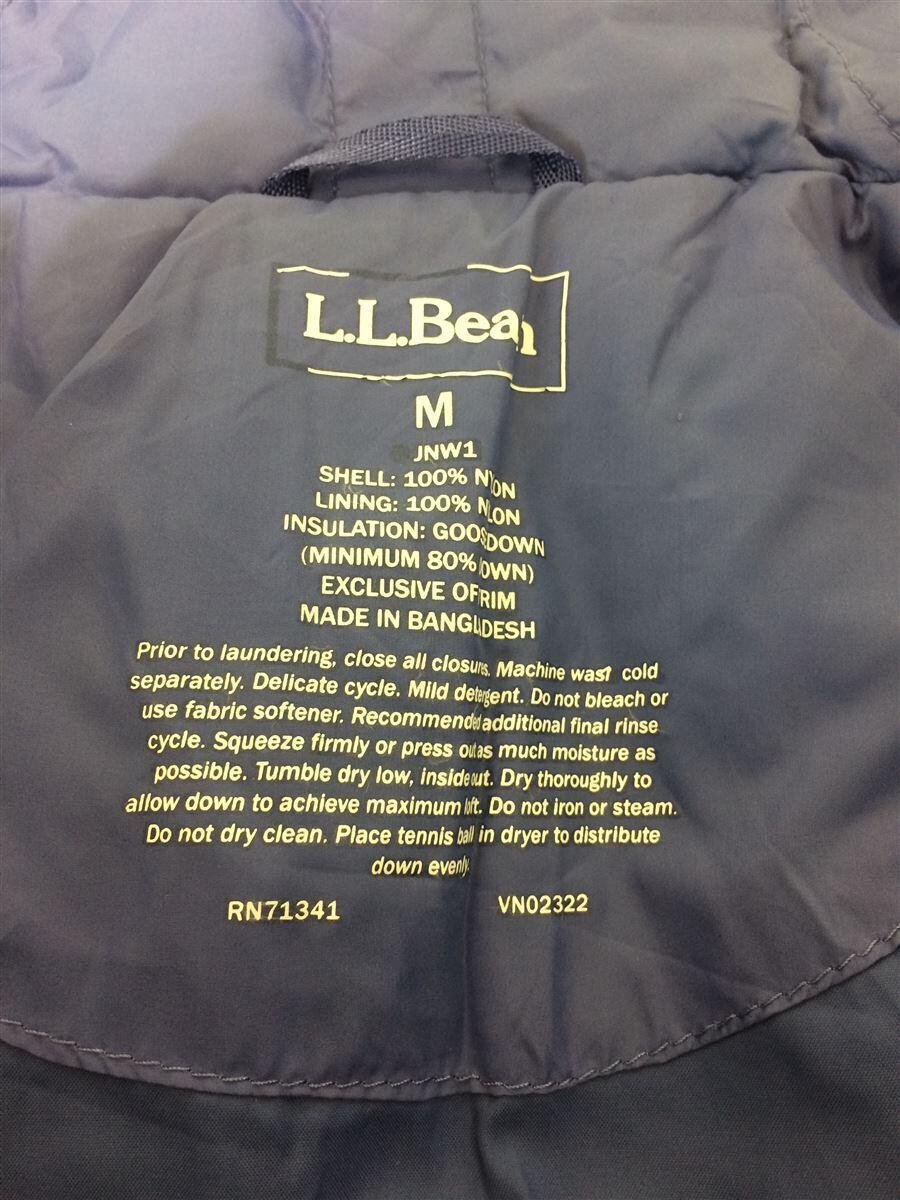 L.L.Bean
M
JNW1
SHELL: 100% NYLON
LINING: 100% NYLON
INSULATION: GOOSE DOWN
(MINIMUM 80% DOWN)
EXCLUSIVE OF TRIM
MADE IN BANGLADESH
Prior to laundering, close all closures. Machine wash cold
separately. Delicate cycle. Mild detergent. Do not bleach or
use fabric softener. Recommended additional final rinse
cycle. Squeeze firmly or press out as much moisture as
possible. Tumble dry low, inside out. Dry thoroughly to
allow down to achieve maximum loft. Do not iron or steam.
Do not dry clean. Place tennis ball in dryer to distribute
down evenly.
RN71341 VN02322